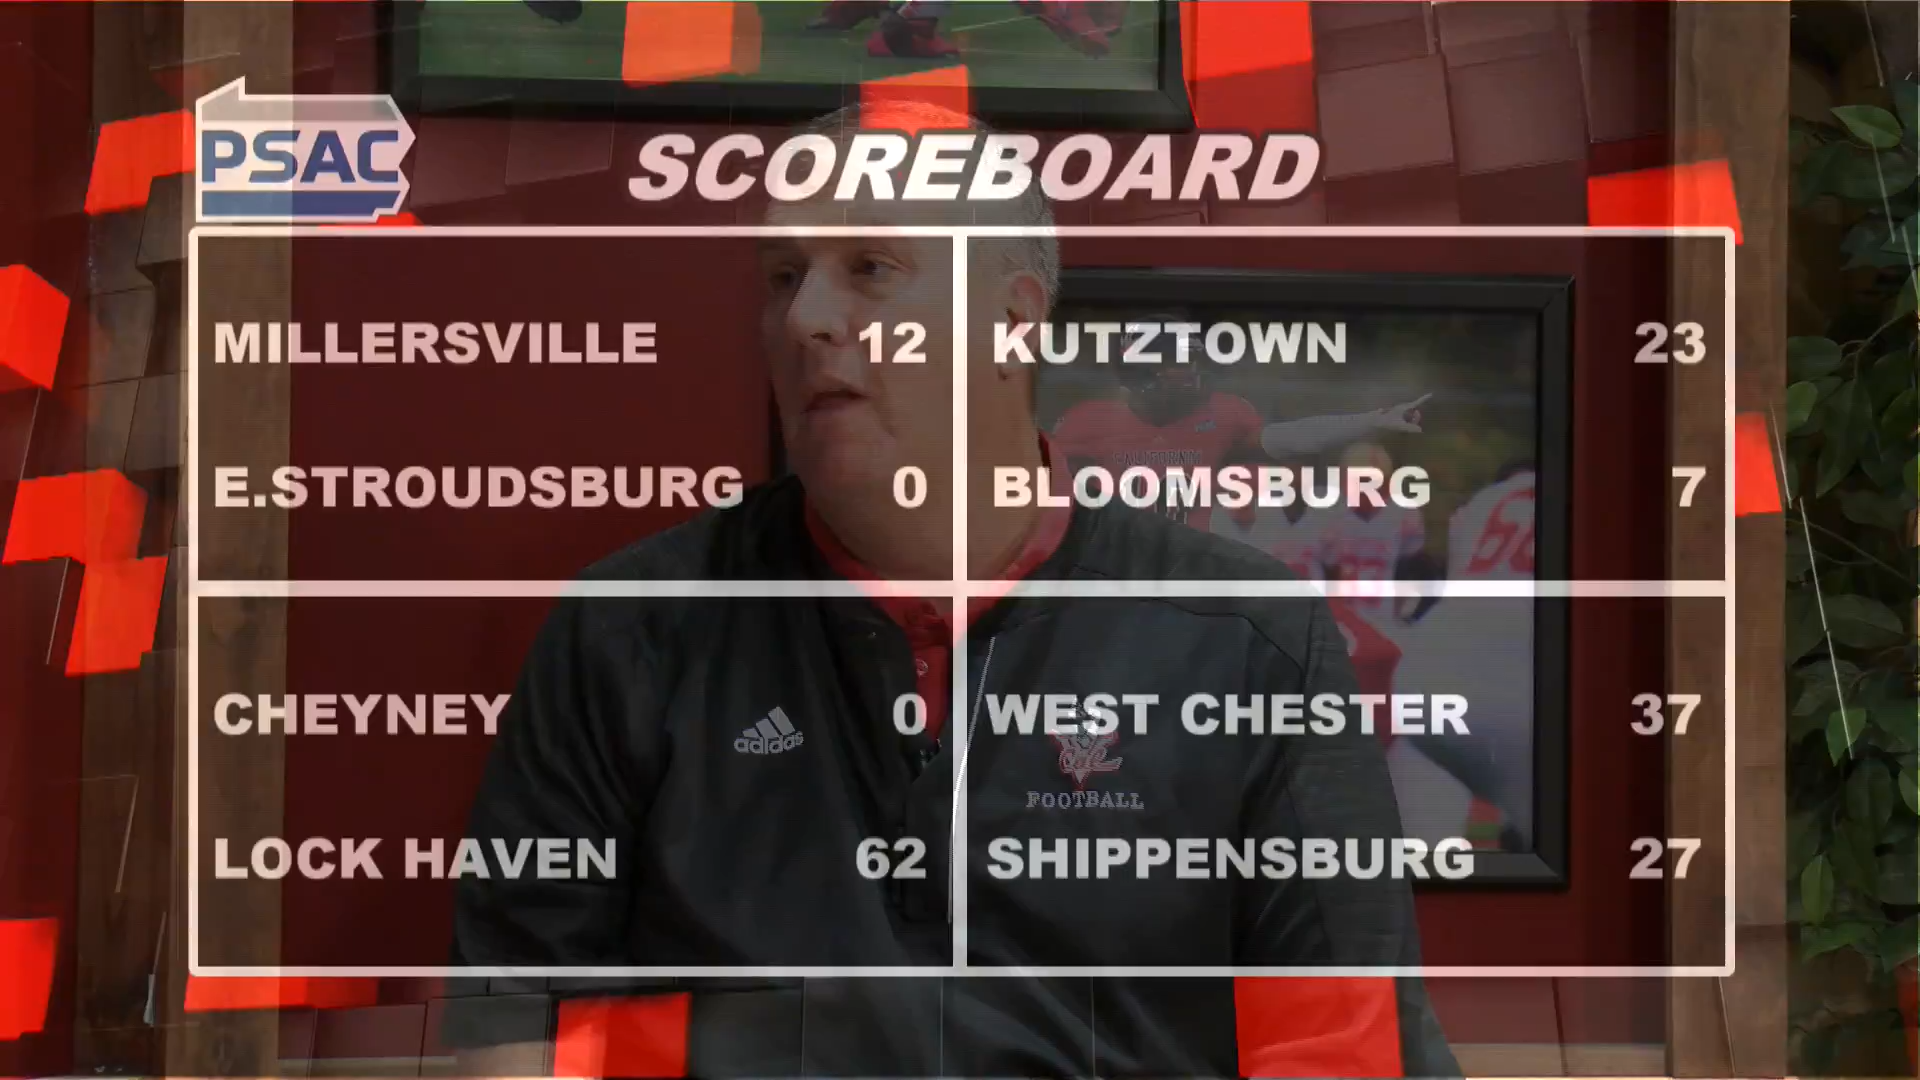 PSAC
SCOREBOARD
MILLERSVILLE 12
E.STROUDSBURG 0
KUTZTOWN 23
BLOOMSBURG 7
CHEYNEY 0
LOCK HAVEN 62
WEST CHESTER 37
SHIPPENSBURG 27
CALIFORNIA
adidas
FOOTBALL